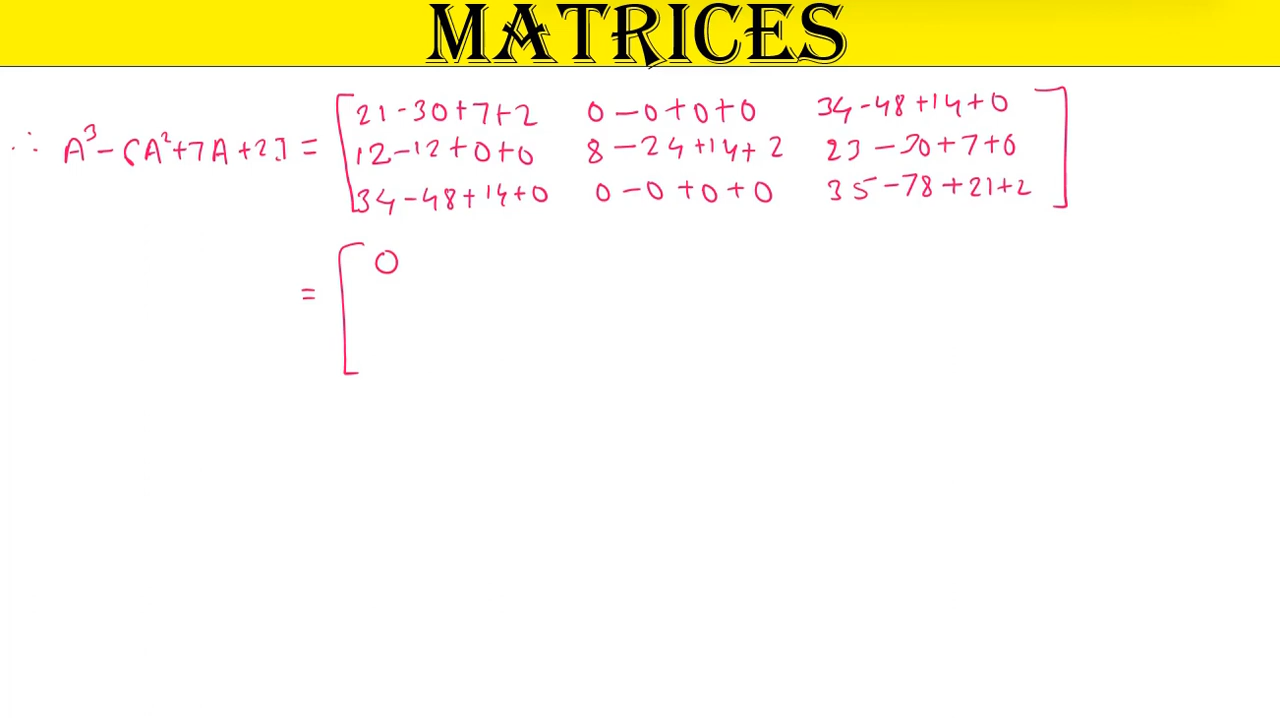 MATRICES
∴ A³-6A²+7A+2I = [21-30+7+2 0-0+0+0 34-48+14+0
12-12+0+0 8-24+14+2 23-30+7+0
34-48+14+0 0-0+0+0 35-78+21+2]
= [0